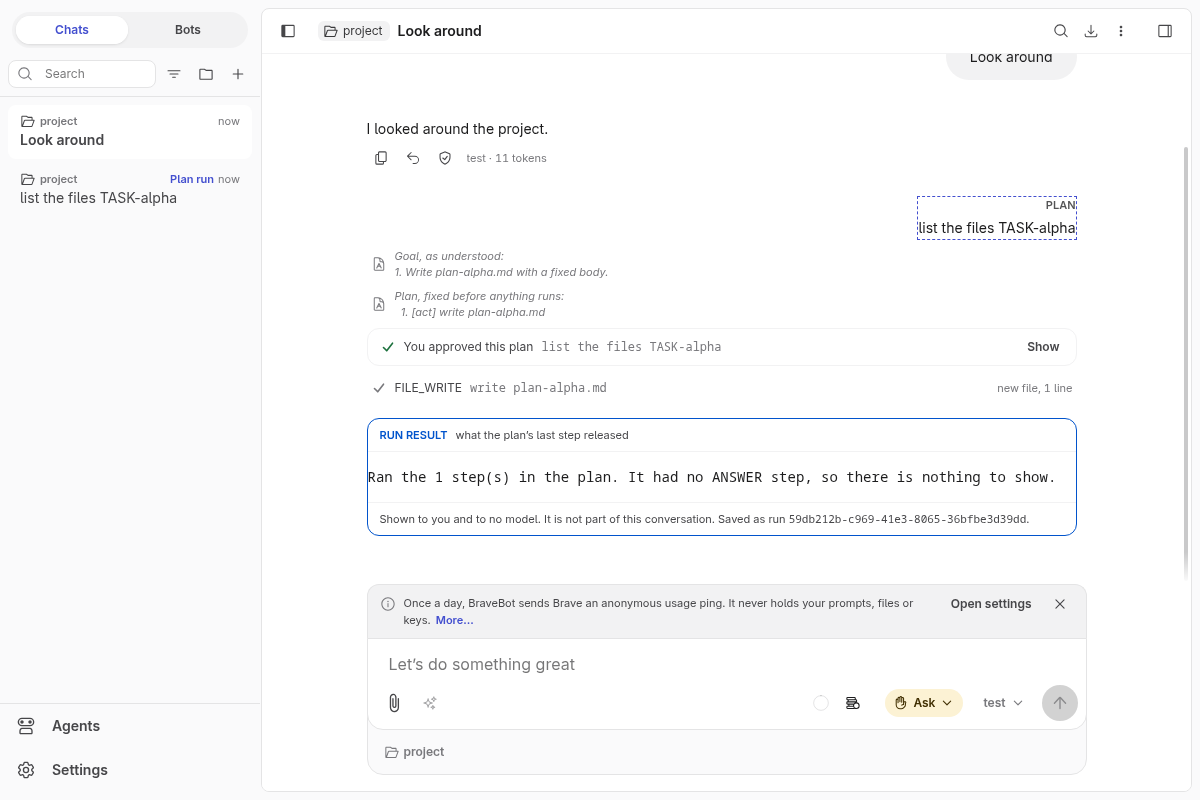 Chats
Bots
project
Look around
Search
project
now
Look around
project
Plan run now
list the files TASK-alpha
Look around
I looked around the project.
test · 11 tokens
PLAN
list the files TASK-alpha
Goal, as understood:
1. Write plan-alpha.md with a fixed body.
Plan, fixed before anything runs:
1. [act] write plan-alpha.md
You approved this plan list the files TASK-alpha
Show
FILE_WRITE write plan-alpha.md
new file, 1 line
RUN RESULT what the plan’s last step released
Ran the 1 step(s) in the plan. It had no ANSWER step, so there is nothing to show.
Shown to you and to no model. It is not part of this conversation. Saved as run 59db212b-c969-41e3-8065-36bfbe3d39dd.
Once a day, BraveBot sends Brave an anonymous usage ping. It never holds your prompts, files or
keys. More...
Open settings
Let’s do something great
Ask
test
project
Agents
Settings